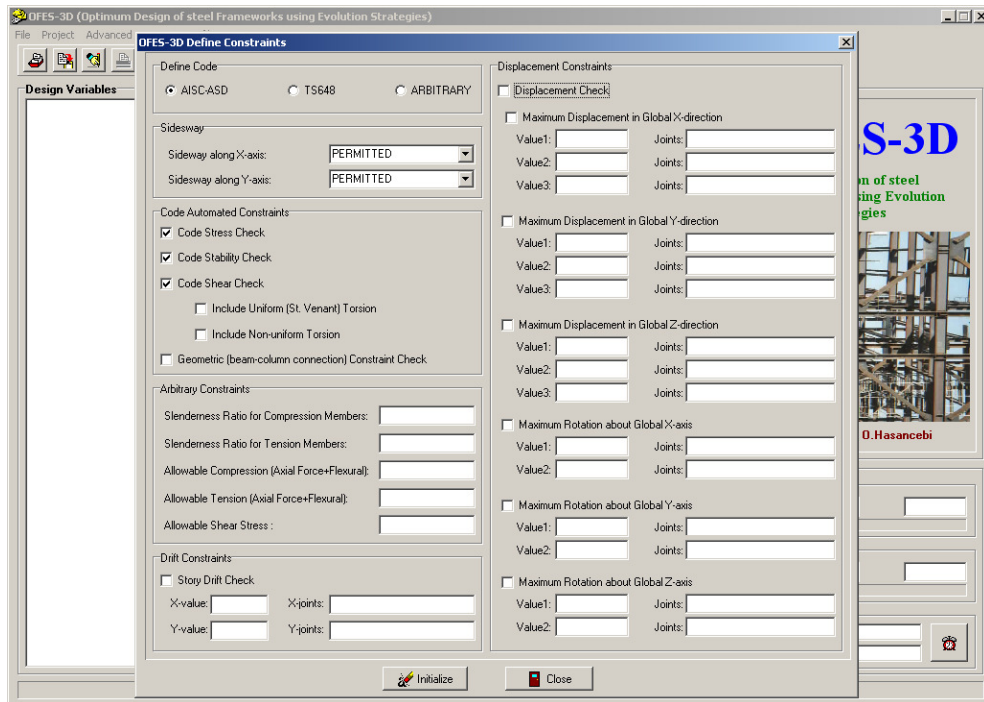 OFES-3D (Optimum Design of steel Frameworks using Evolution Strategies)
File Project Advanced
OFES-3D Define Constraints
Design Variables
Define Code
AISC-ASD TS648 ARBITRARY
Sidesway
Sideway along X-axis: PERMITTED
Sidesway along Y-axis: PERMITTED
Code Automated Constraints
Code Stress Check
Code Stability Check
Code Shear Check
Include Uniform (St. Venant) Torsion
Include Non-uniform Torsion
Geometric (beam-column connection) Constraint Check
Arbitrary Constraints
Slenderness Ratio for Compression Members:
Slenderness Ratio for Tension Members:
Allowable Compression (Axial Force+Flexural):
Allowable Tension (Axial Force+Flexural):
Allowable Shear Stress :
Drift Constraints
Story Drift Check
X-value: X-joints:
Y-value: Y-joints:
Displacement Constraints
Displacement Check
Maximum Displacement in Global X-direction
Value1: Joints:
Value2: Joints:
Value3: Joints:
Maximum Displacement in Global Y-direction
Value1: Joints:
Value2: Joints:
Value3: Joints:
Maximum Displacement in Global Z-direction
Value1: Joints:
Value2: Joints:
Value3: Joints:
Maximum Rotation about Global X-axis
Value1: Joints:
Value2: Joints:
Maximum Rotation about Global Y-axis
Value1: Joints:
Value2: Joints:
Maximum Rotation about Global Z-axis
Value1: Joints:
Value2: Joints:
Initialize Close
ES-3D
on of steel
sing Evolution
gies
O.Hasancebi